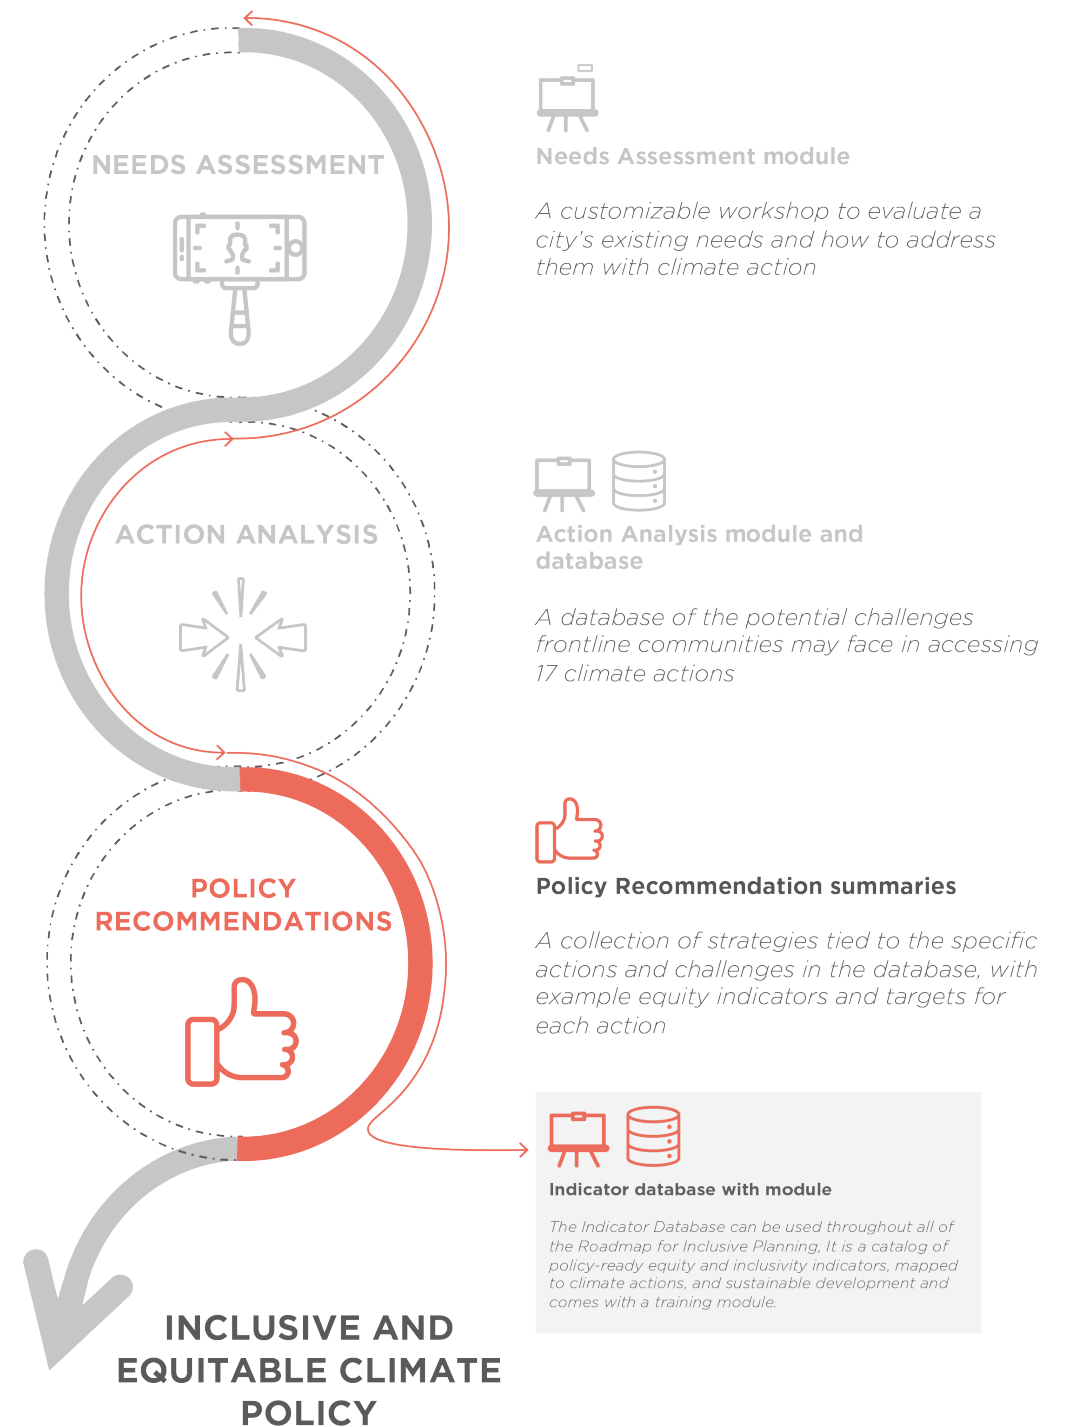 NEEDS ASSESSMENT
Needs Assessment module
A customizable workshop to evaluate a
city's existing needs and how to address
them with climate action
ACTION ANALYSIS
Action Analysis module and
database
A database of the potential challenges
frontline communities may face in accessing
17 climate actions
POLICY
RECOMMENDATIONS
Policy Recommendation summaries
A collection of strategies tied to the specific
actions and challenges in the database, with
example equity indicators and targets for
each action
Indicator database with module
The Indicator Database can be used throughout all of
the Roadmap for Inclusive Planning, It is a catalog of
policy-ready equity and inclusivity indicators, mapped
to climate actions, and sustainable development and
comes with a training module.
INCLUSIVE AND
EQUITABLE CLIMATE
POLICY